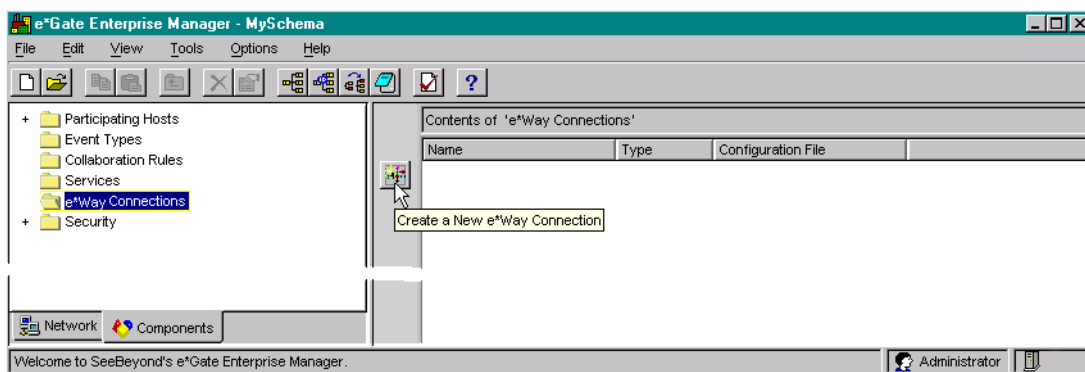 e*Gate Enterprise Manager - MySchema
File Edit View Tools Options Help
?
+ Participating Hosts
Event Types
Collaboration Rules
Services
e*Way Connections
+ Security
Contents of 'e*Way Connections'
Name Type Configuration File
Create a New e*Way Connection
Network Components
Welcome to SeeBeyond's e*Gate Enterprise Manager.
Administrator